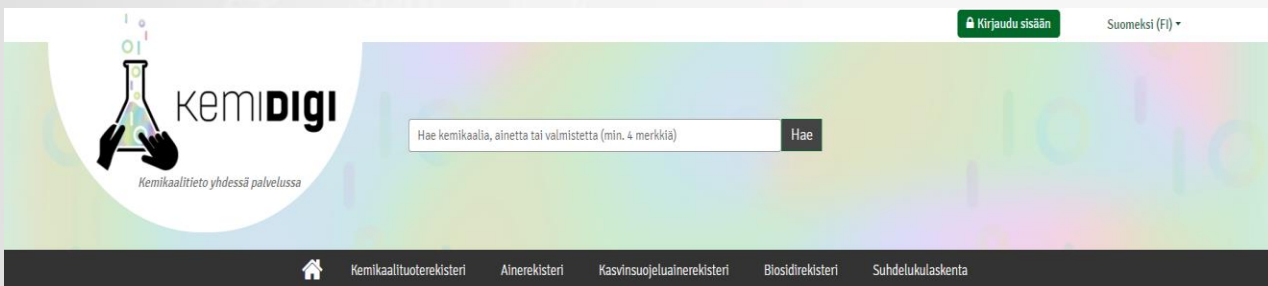 Kirjaudu sisään
Suomeksi (FI)
KemiDIGI
Hae kemikaalia, ainetta tai valmistetta (min. 4 merkkiä)
Hae
Kemikaalitieto yhdessä palvelussa
Kemikaalituoterekisteri
Ainerekisteri
Kasvinsuojeluainerekisteri
Biosidirekisteri
Suhdelukulaskenta